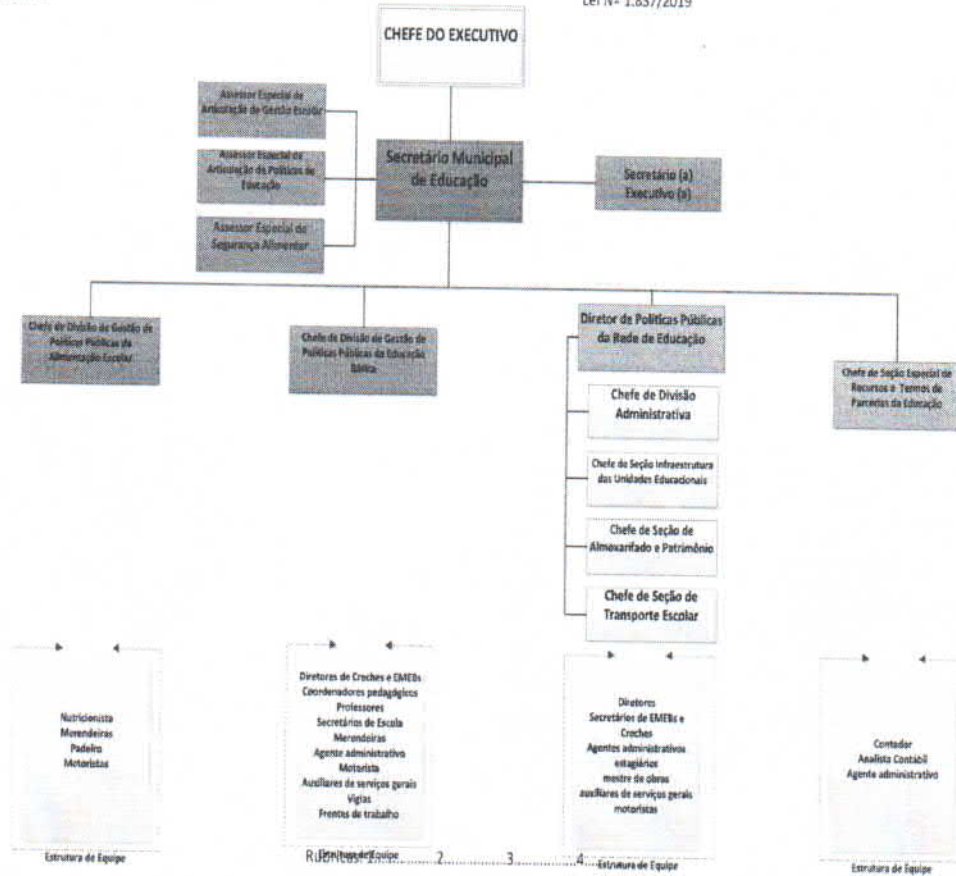 Lei Nº 1.837/2019
CHEFE DO EXECUTIVO
Assessor Especial de
Articulação de Gestão Escolar
Assessor Especial de
Articulação de Políticas de
Educação
Assessor Especial de
Segurança Alimentar
Secretário Municipal
de Educação
Secretário (a)
Executivo (a)
Chefe de Divisão de Gestão de
Políticas Públicas da
Alimentação Escolar
Chefe de Divisão de Gestão de
Políticas Públicas da Educação
Básica
Diretor de Políticas Públicas
da Rede de Educação
Chefe de Divisão
Administrativa
Chefe de Seção Infraestrutura
das Unidades Educacionais
Chefe de Seção de
Almoxarifado e Patrimônio
Chefe de Seção de
Transporte Escolar
Chefe de Seção Especial de
Recursos e Termos de
Parcerias da Educação
Nutricionista
Merendeiras
Padeiro
Motoristas
Estrutura de Equipe
Diretores de Creches e EMEBs
Coordenadores pedagógicos
Professores
Secretários de Escola
Merendeiras
Agente administrativo
Motorista
Auxiliares de serviços gerais
vigias
Frentes de trabalho
Estrutura de Equipe
Diretores
Secretários de EMEBs e
Creches
Agentes administrativos
estagiários
mestre de obras
auxiliares de serviços gerais
motoristas
Estrutura de Equipe
Contador
Analista Contábil
Agente administrativo
Estrutura de Equipe
Rubricas: 1............2............3............4